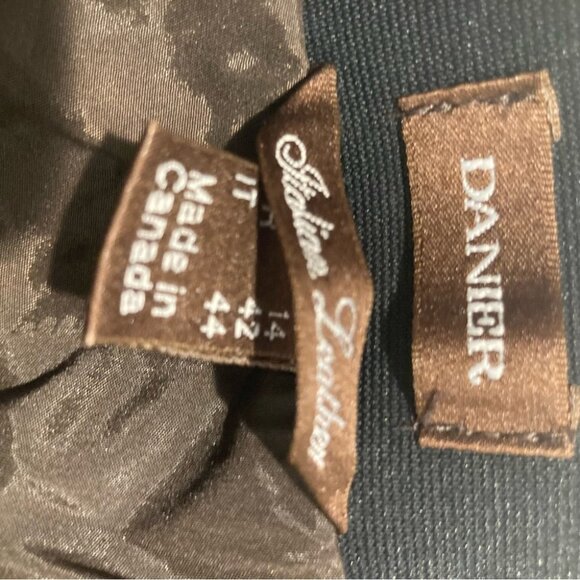 DANIER
Italian Leather
14
42
IT 44
Made in
Canada